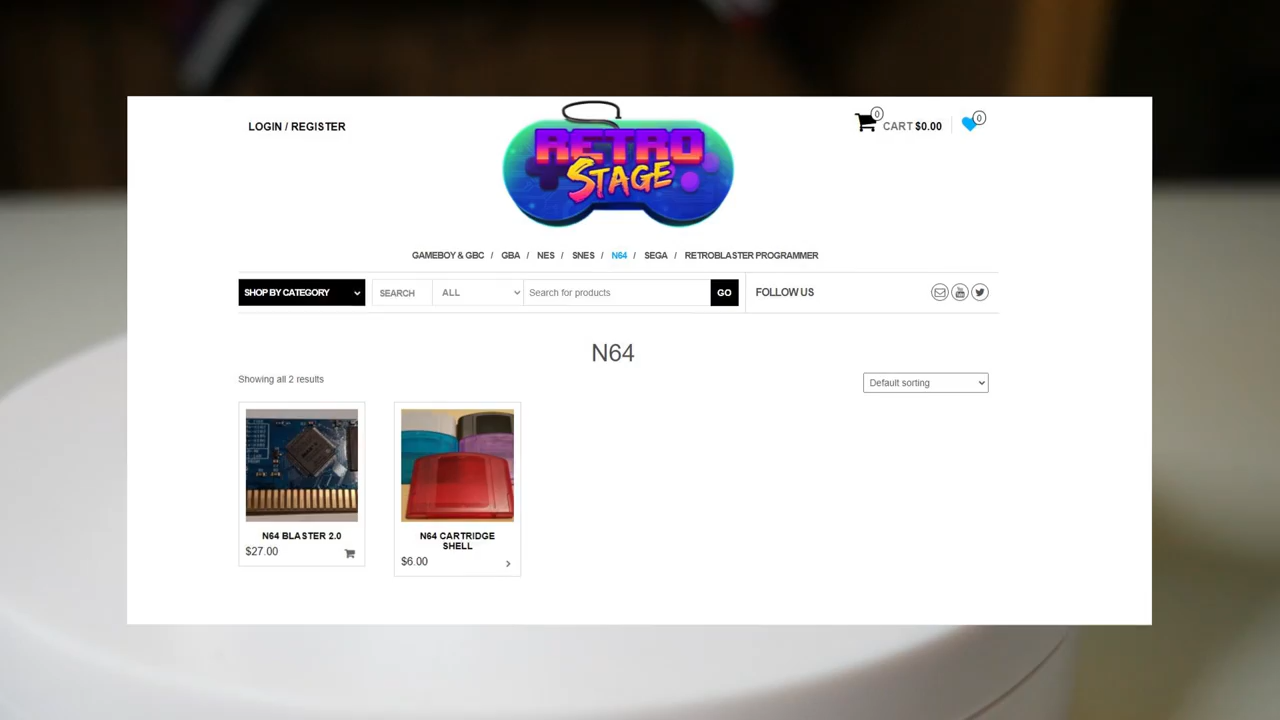 LOGIN / REGISTER
RETRO
STAGE
0
CART $0.00
0
GAMEBOY & GBC / GBA / NES / SNES / N64 / SEGA / RETROBLASTER PROGRAMMER
SHOP BY CATEGORY
SEARCH
ALL
Search for products
GO
FOLLOW US
You
Tube
N64
Showing all 2 results
Default sorting
N64 BLASTER 2.0
$27.00
N64 CARTRIDGE
SHELL
$6.00